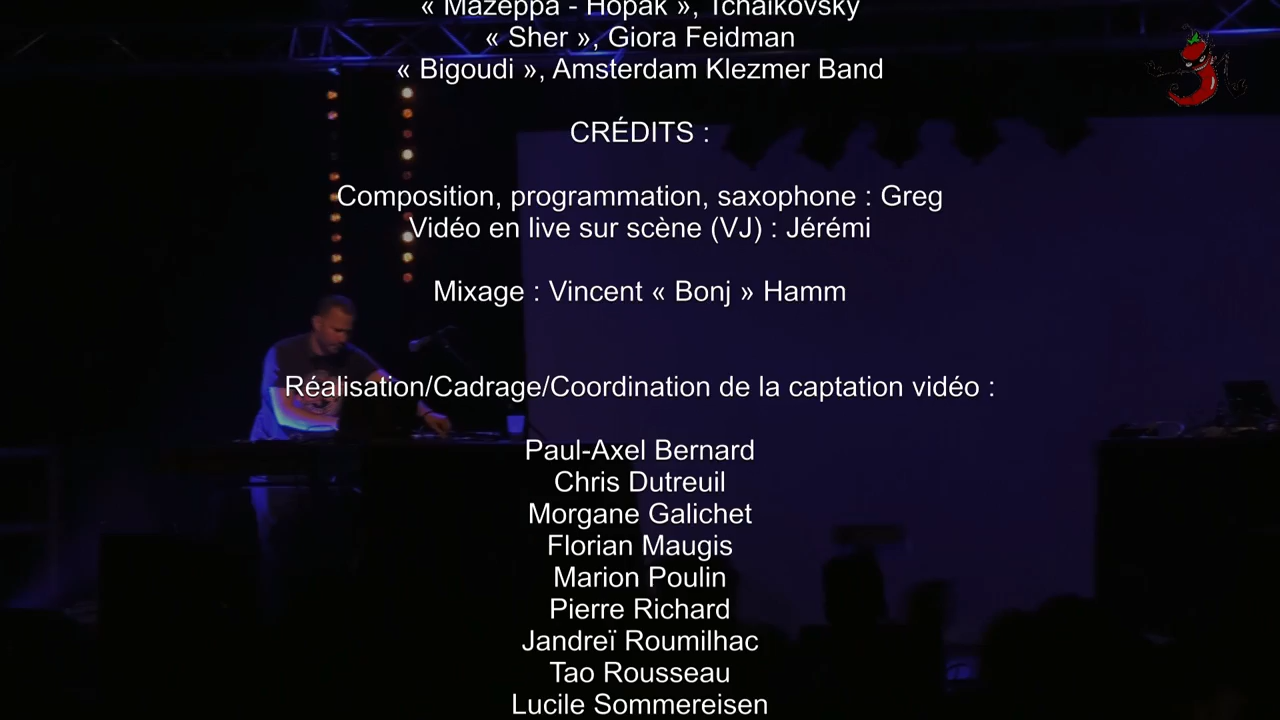 « Mazeppa - Hopak », Tchaïkovsky
« Sher », Giora Feidman
« Bigoudi », Amsterdam Klezmer Band
CRÉDITS :
Composition, programmation, saxophone : Greg
Vidéo en live sur scène (VJ) : Jérémi
Mixage : Vincent « Bonj » Hamm
Réalisation/Cadrage/Coordination de la captation vidéo :
Paul-Axel Bernard
Chris Dutreuil
Morgane Galichet
Florian Maugis
Marion Poulin
Pierre Richard
Jandreï Roumilhac
Tao Rousseau
Lucile Sommereisen